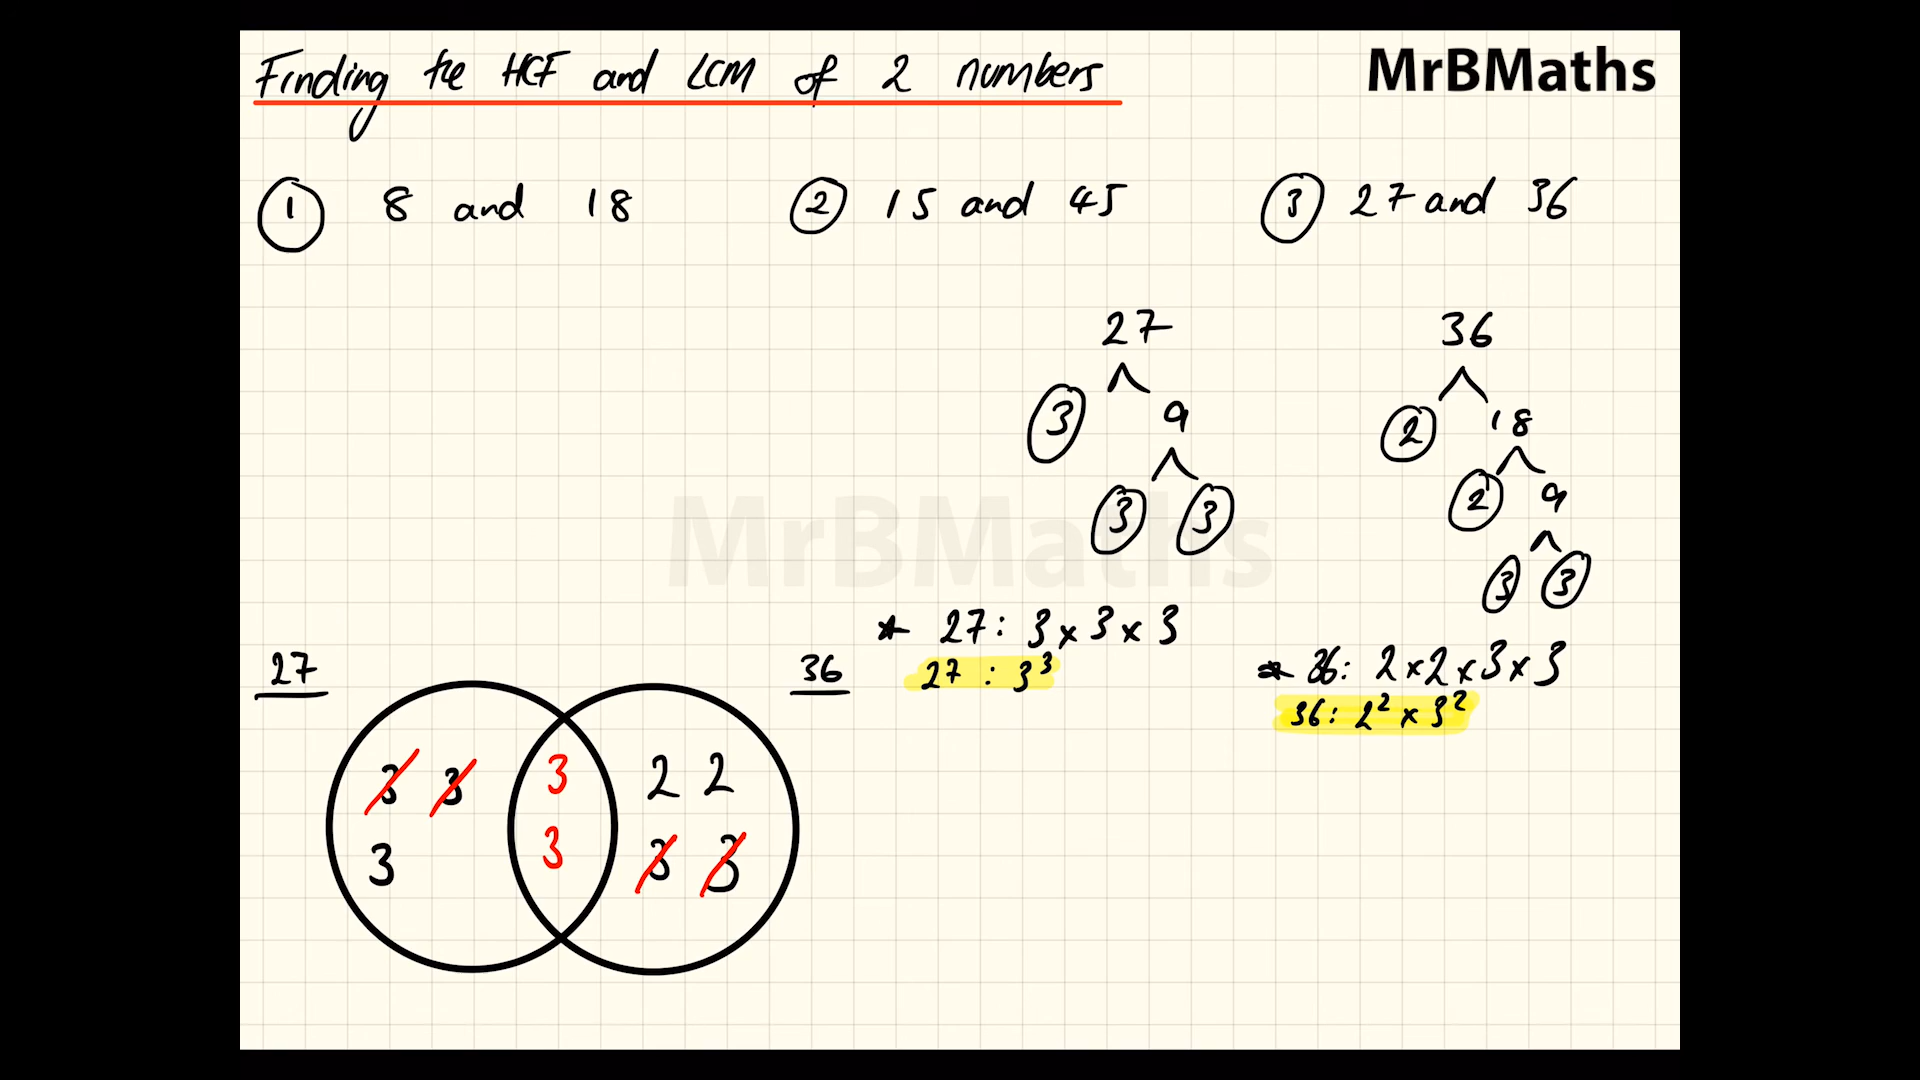 Finding the HCF and LCM of 2 numbers
MrBMaths
1 8 and 18
2 15 and 45
3 27 and 36
27
3 9
3 3
36
2 18
2 9
3 3
MrBMaths
* 27: 3 x 3 x 3
27 : 3³
* 36: 2 x 2 x 3 x 3
36: 2² x 3²
27
36
3 3 3 2 2
3 3 3 3